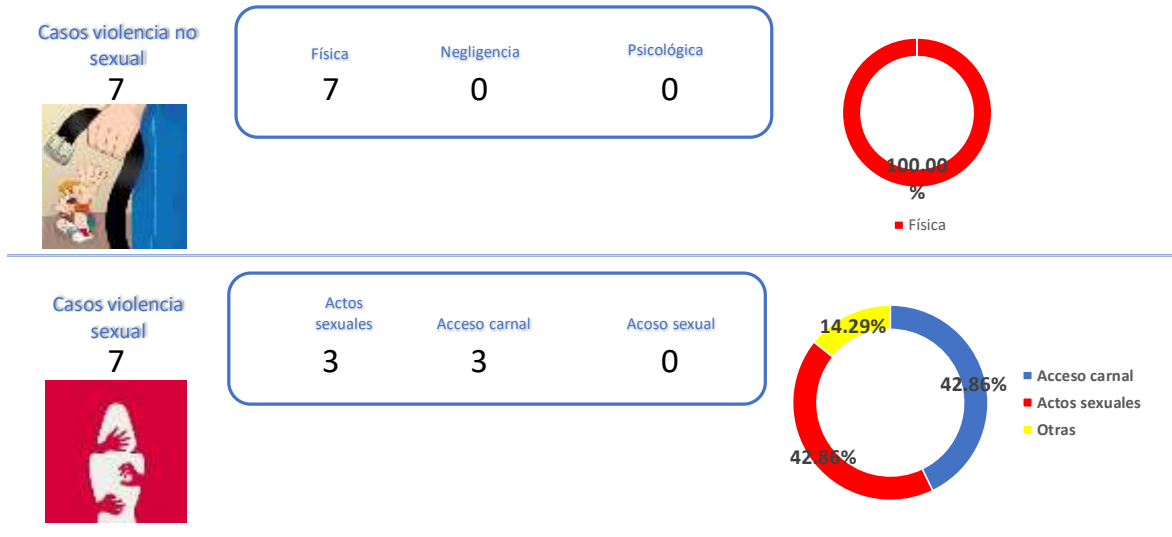 Casos violencia no
sexual
7
Física
7
Negligencia
0
Psicológica
0
100.00
%
Física
Casos violencia
sexual
7
Actos
sexuales
3
Acceso carnal
3
Acoso sexual
0
14.29%
42.86%
42.86%
Acceso carnal
Actos sexuales
Otras